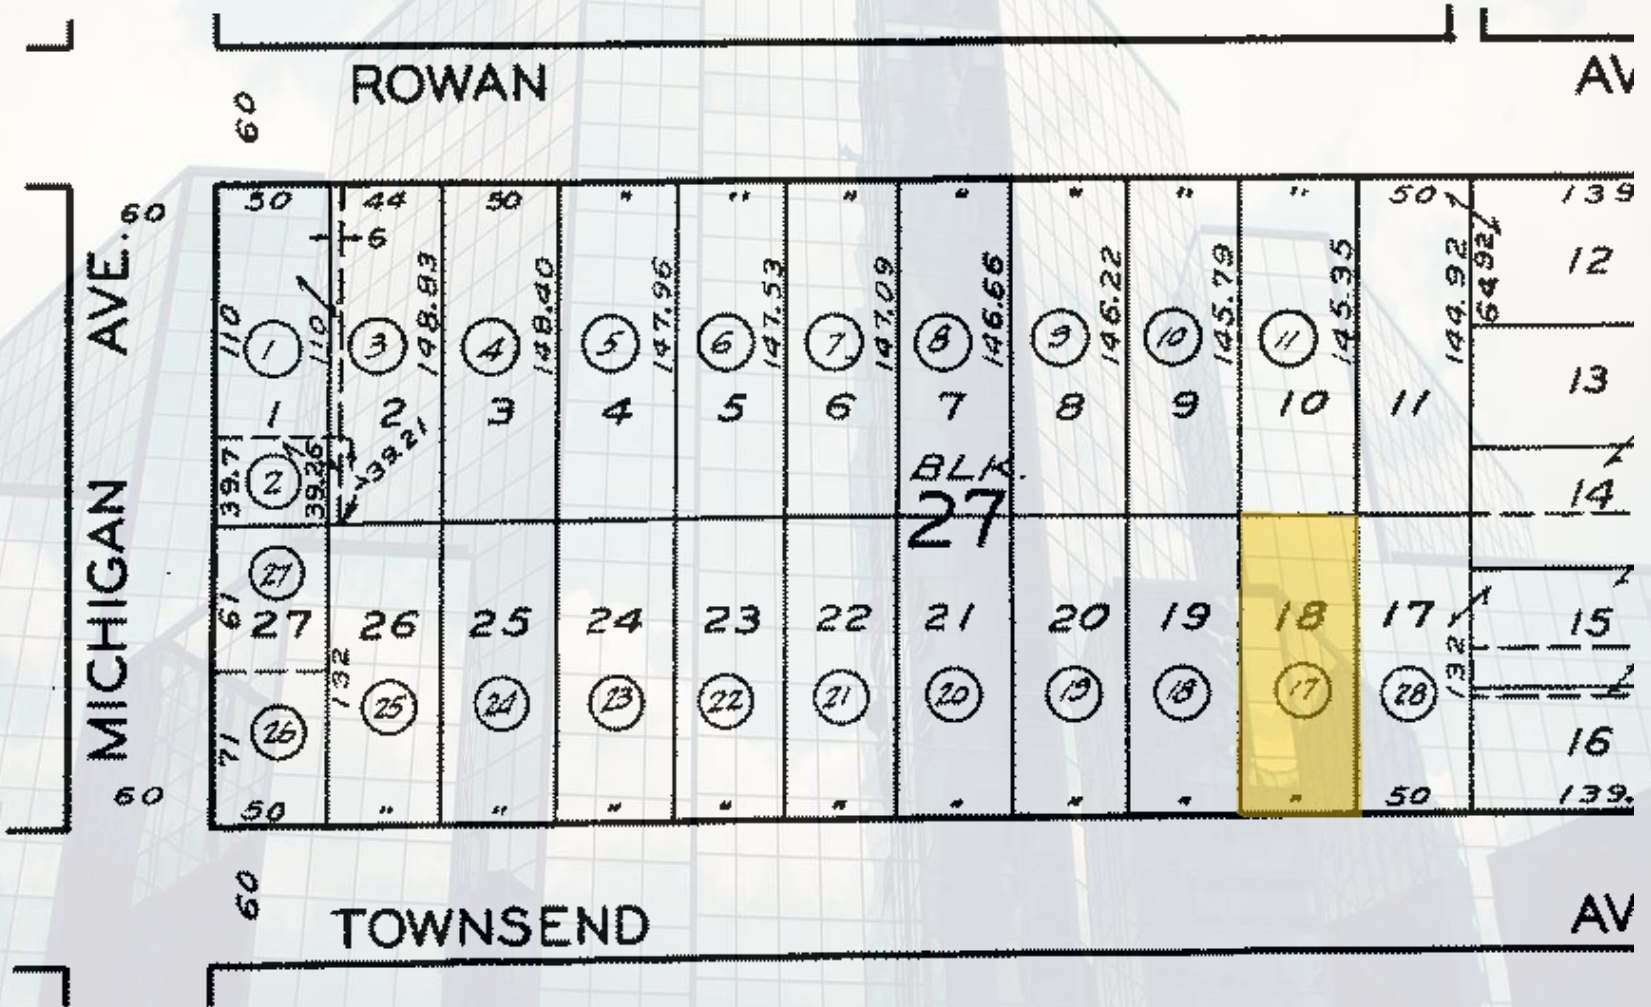 ROWAN AV
60
60
50 44 50 " " " " " " " 50 139
6
110 110 148.83 148.40 147.96 147.53 147.09 146.66 146.22 145.79 145.35 144.92 64.92
12
1 3 4 5 6 7 8 9 10 11
13
1 2 3 4 5 6 7 8 9 10 11
39.21
BLK.
27
39.71 2 39.26
14
MICHIGAN AVE.
27
61 27 26 25 24 23 22 21 20 19 18 17 15
132 132
26 25 24 23 22 21 20 19 18 17 28
71
16
60
50 " " " " " " " " " 50 139.
60
TOWNSEND AV